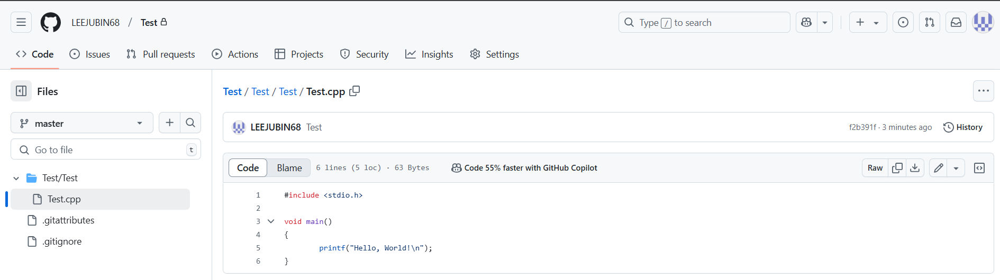 LEEJUBIN68 / Test
Type / to search
Code Issues Pull requests Actions Projects Security Insights Settings
Files
master
Go to file t
Test/Test
Test.cpp
.gitattributes
.gitignore
Test / Test / Test / Test.cpp
LEEJUBIN68 Test
f2b391f · 3 minutes ago History
Code Blame 6 lines (5 loc) · 63 Bytes Code 55% faster with GitHub Copilot Raw
1 #include <stdio.h>
2
3 void main()
4 {
5 printf("Hello, World!\n");
6 }